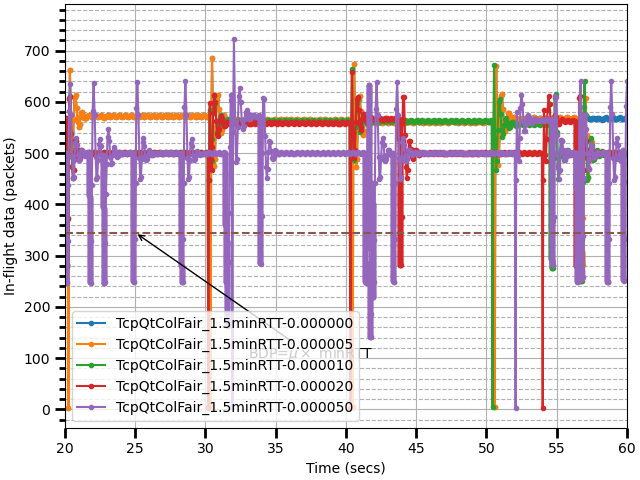 In-flight data (packets)
700
600
500
400
300
200
100
0
BDP=μ× minRTT
TcpQtColFair_1.5minRTT-0.000000
TcpQtColFair_1.5minRTT-0.000005
TcpQtColFair_1.5minRTT-0.000010
TcpQtColFair_1.5minRTT-0.000020
TcpQtColFair_1.5minRTT-0.000050
20 25 30 35 40 45 50 55 60
Time (secs)